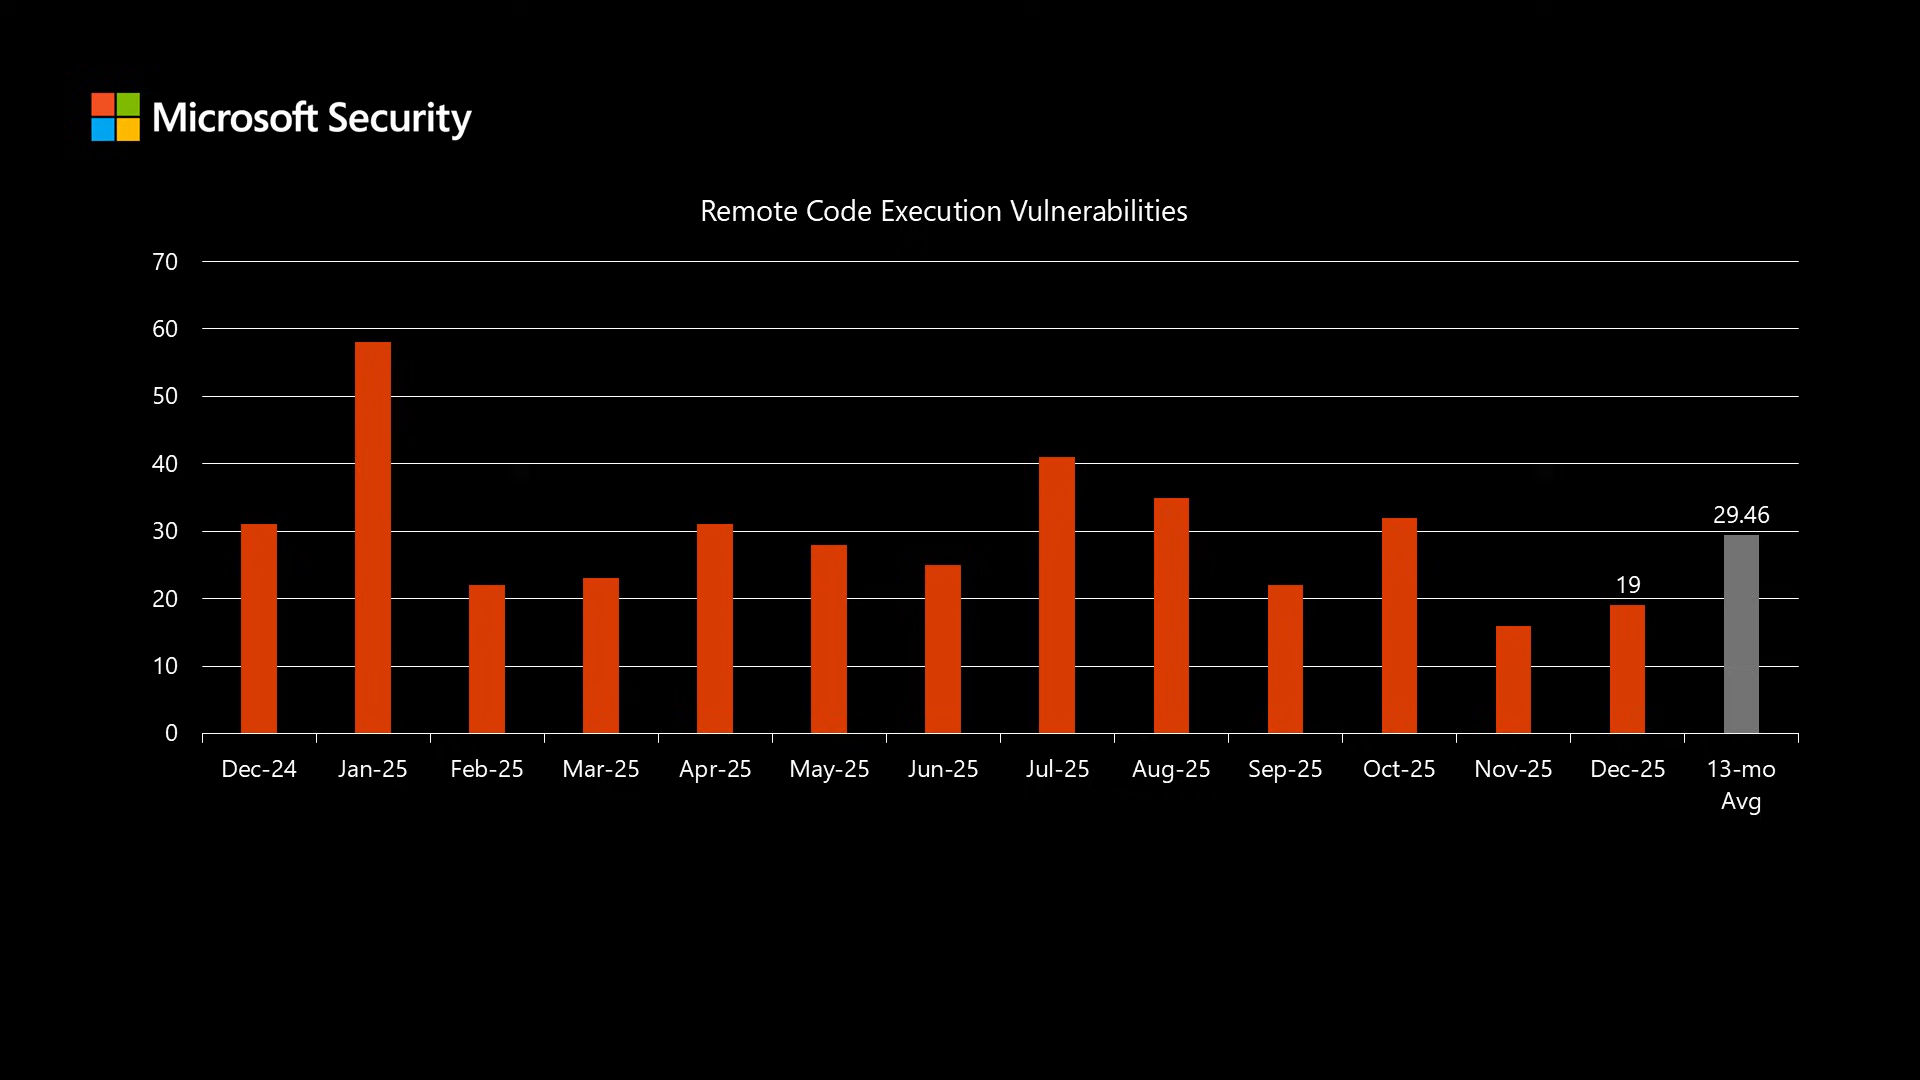 Microsoft Security
Remote Code Execution Vulnerabilities
70
60
50
40
30
20
10
0
29.46
19
Dec-24 Jan-25 Feb-25 Mar-25 Apr-25 May-25 Jun-25 Jul-25 Aug-25 Sep-25 Oct-25 Nov-25 Dec-25 13-mo
Avg